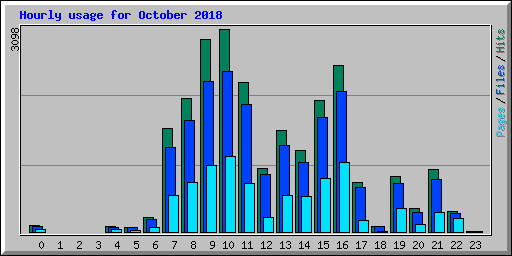 Hourly usage for October 2018
3098
Pages/Files/Hits
0 1 2 3 4 5 6 7 8 9 10 11 12 13 14 15 16 17 18 19 20 21 22 23